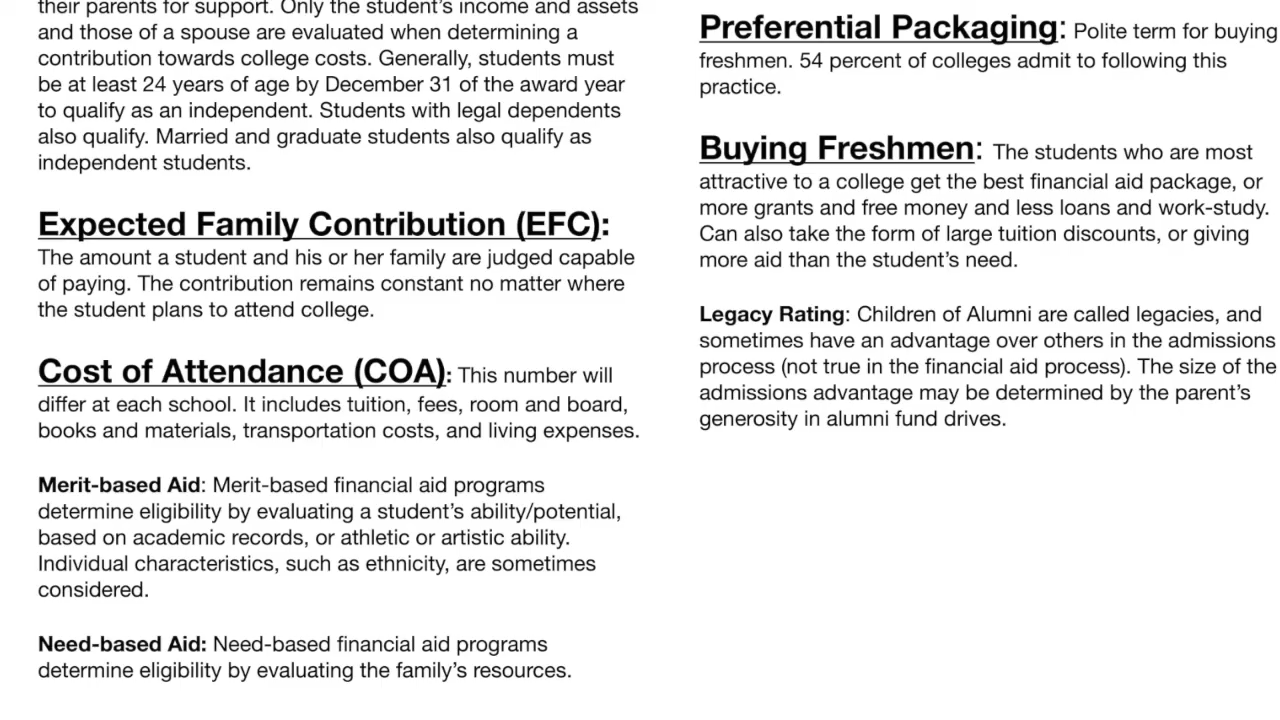 their parents for support. Only the student's income and assets
and those of a spouse are evaluated when determining a
contribution towards college costs. Generally, students must
be at least 24 years of age by December 31 of the award year
to qualify as an independent. Students with legal dependents
also qualify. Married and graduate students also qualify as
independent students.
Expected Family Contribution (EFC):
The amount a student and his or her family are judged capable
of paying. The contribution remains constant no matter where
the student plans to attend college.
Cost of Attendance (COA): This number will
differ at each school. It includes tuition, fees, room and board,
books and materials, transportation costs, and living expenses.
Merit-based Aid: Merit-based financial aid programs
determine eligibility by evaluating a student's ability/potential,
based on academic records, or athletic or artistic ability.
Individual characteristics, such as ethnicity, are sometimes
considered.
Need-based Aid: Need-based financial aid programs
determine eligibility by evaluating the family's resources.
Preferential Packaging: Polite term for buying
freshmen. 54 percent of colleges admit to following this
practice.
Buying Freshmen: The students who are most
attractive to a college get the best financial aid package, or
more grants and free money and less loans and work-study.
Can also take the form of large tuition discounts, or giving
more aid than the student's need.
Legacy Rating: Children of Alumni are called legacies, and
sometimes have an advantage over others in the admissions
process (not true in the financial aid process). The size of the
admissions advantage may be determined by the parent's
generosity in alumni fund drives.